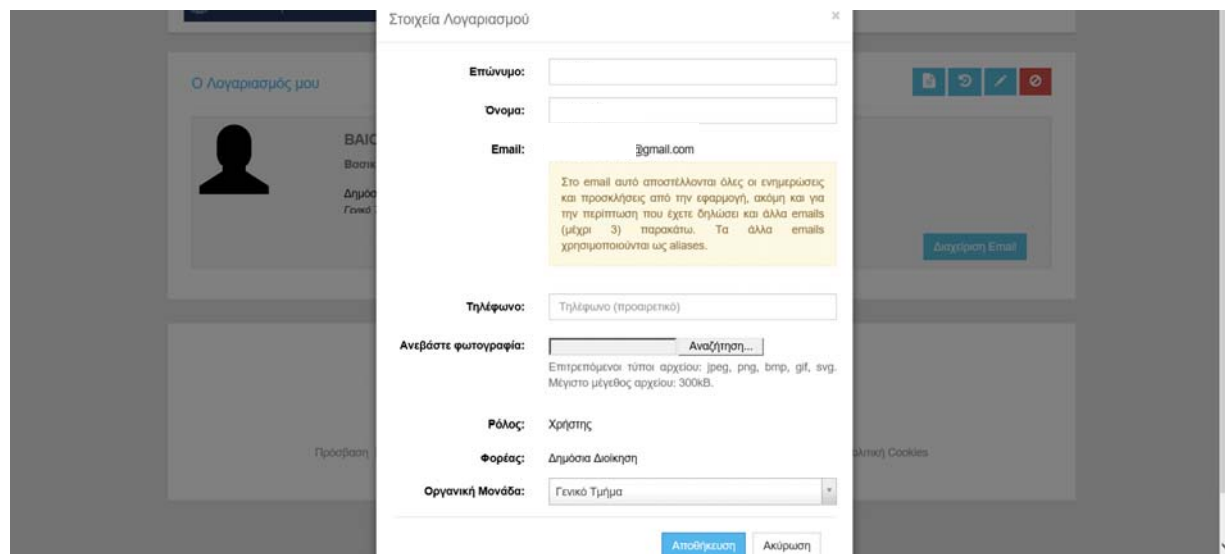 Στοιχεία Λογαριασμού
×
Ο Λογαριασμός μου
Επώνυμο:
Όνομα:
Email: @gmail.com
Στο email αυτό αποστέλλονται όλες οι ενημερώσεις
και προσκλήσεις από την εφαρμογή, ακόμη και για
την περίπτωση που έχετε δηλώσει και άλλα emails
(μέχρι 3) παρακάτω. Τα άλλα emails
χρησιμοποιούνται ως aliases.
Διαχείριση Email
Τηλέφωνο: Τηλέφωνο (προαιρετικό)
Ανεβάστε φωτογραφία: Αναζήτηση...
Επιτρεπόμενοι τύποι αρχείου: jpeg, png, bmp, gif, svg.
Μέγιστο μέγεθος αρχείου: 300kB.
Ρόλος: Χρήστης
Πρόσβαση
Cookies
Φορέας: Δημόσια Διοίκηση
Οργανική Μονάδα: Γενικό Τμήμα
Αποθήκευση Ακύρωση